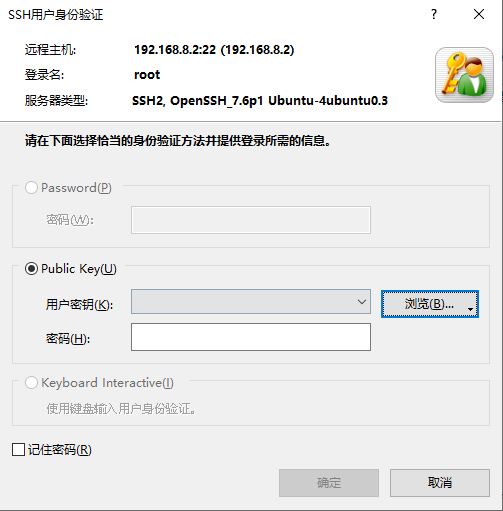 SSH用户身份验证
远程主机: 192.168.8.2:22 (192.168.8.2)
登录名: root
服务器类型: SSH2, OpenSSH_7.6p1 Ubuntu-4ubuntu0.3
请在下面选择恰当的身份验证方法并提供登录所需的信息。
Password(P)
密码(W):
Public Key(U)
用户密钥(K): 浏览(B)...
密码(H):
Keyboard Interactive(I)
使用键盘输入用户身份验证。
记住密码(R)
确定 取消